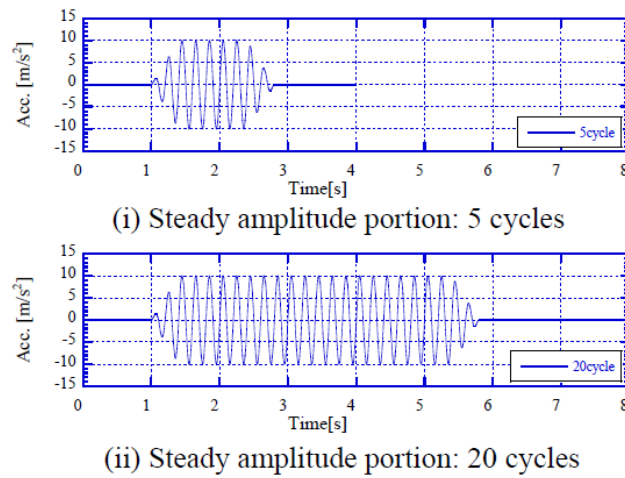 15
10
5
0
-5
-10
-15
Acc. [m/s²]
5cycle
0 1 2 3 4 5 6 7 8
Time[s]
(i) Steady amplitude portion: 5 cycles
15
10
5
0
-5
-10
-15
Acc. [m/s²]
20cycle
0 1 2 3 4 5 6 7 8
Time[s]
(ii) Steady amplitude portion: 20 cycles